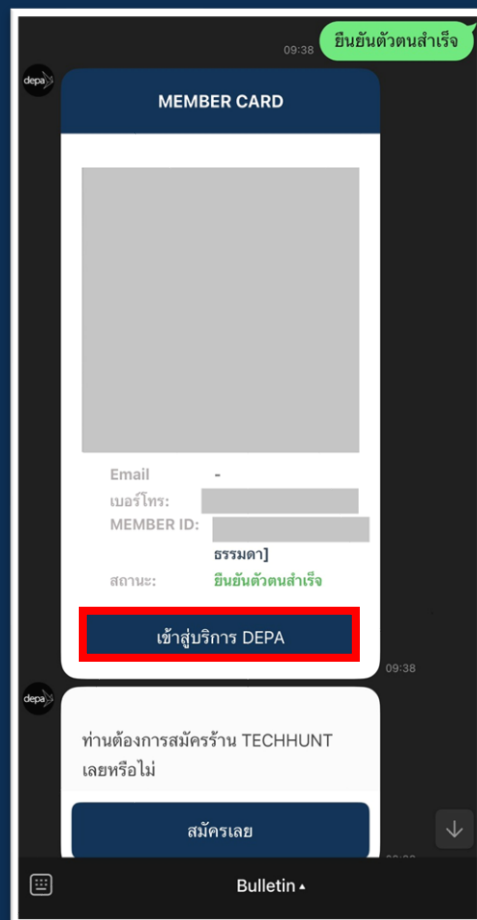 ยืนยันตัวตนสำเร็จ
09:38
depa
MEMBER CARD
Email -
เบอร์โทร:
MEMBER ID:
ธรรมดา]
สถานะ: ยืนยันตัวตนสำเร็จ
เข้าสู่บริการ DEPA
09:38
depa
ท่านต้องการสมัครร้าน TECHHUNT
เลยหรือไม่
สมัครเลย
Bulletin